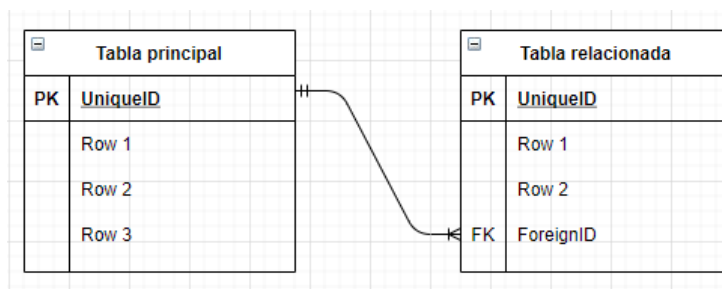 Tabla principal
PK UniqueID
Row 1
Row 2
Row 3
Tabla relacionada
PK UniqueID
Row 1
Row 2
FK ForeignID